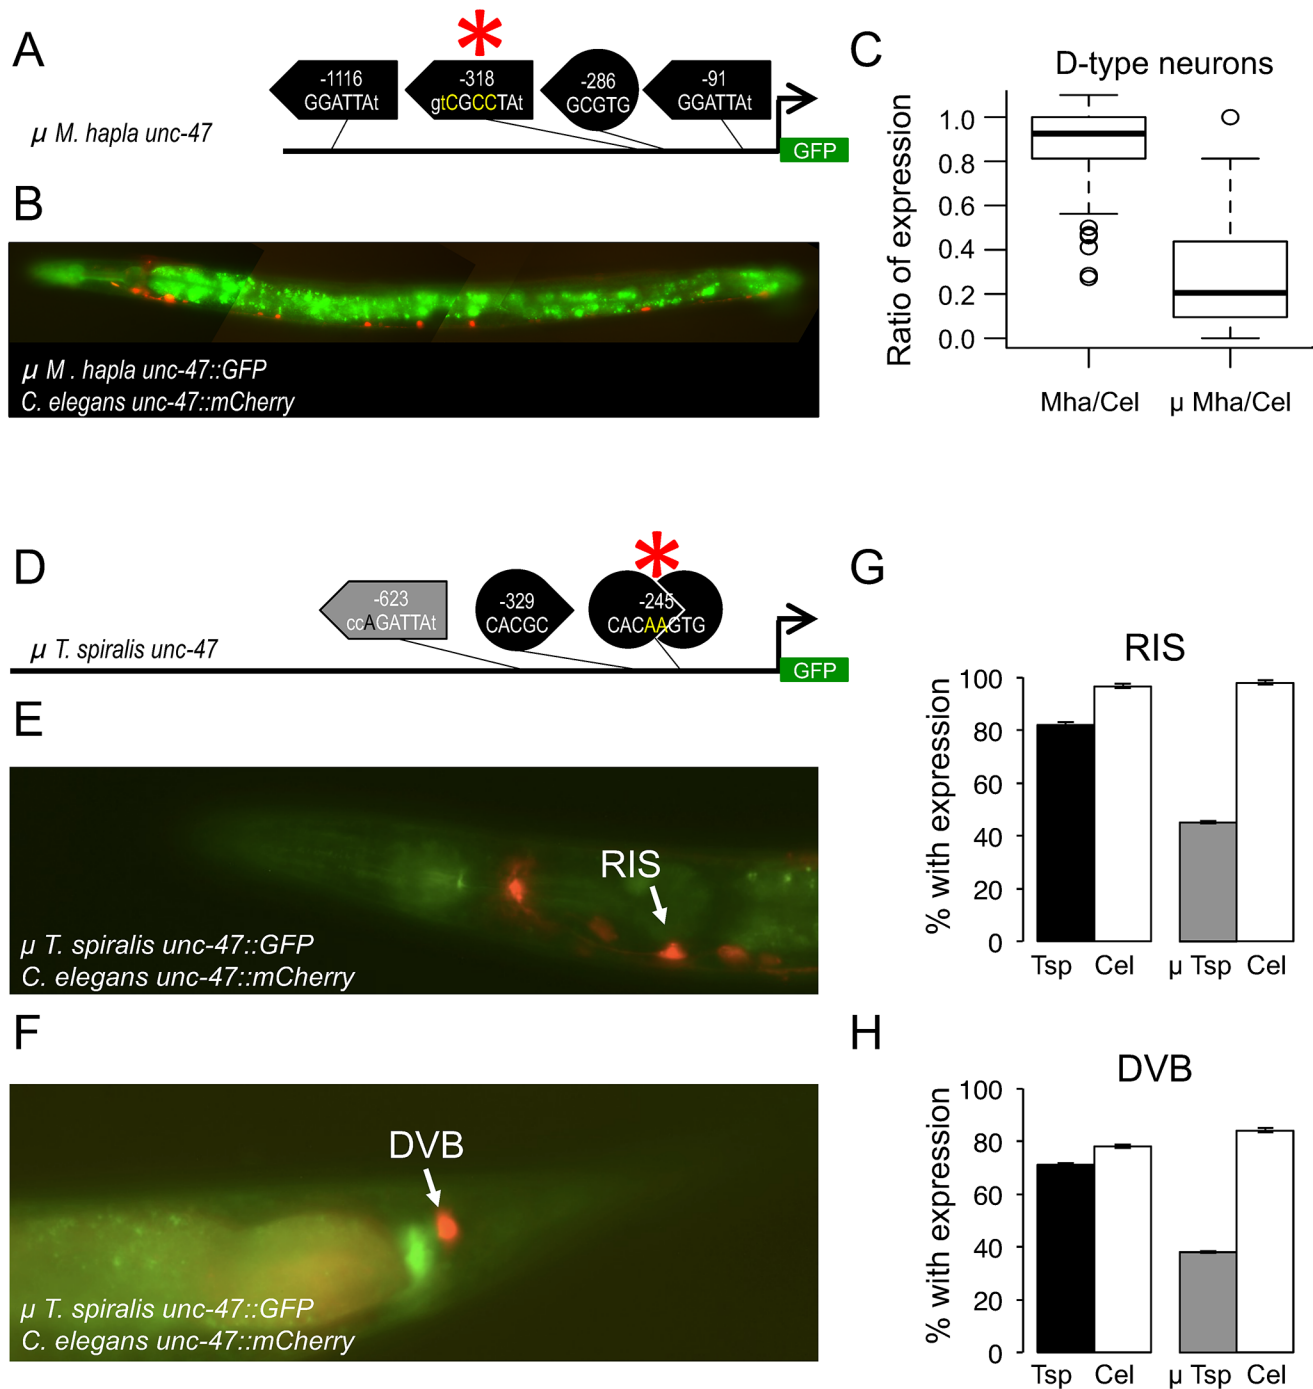 A
*
-1116
GGATTAt
-318
gtCGCCTAt
-286
GCGTG
-91
GGATTAt
µ M. hapla unc-47
GFP
B
µ M . hapla unc-47::GFP
C. elegans unc-47::mCherry
C
D-type neurons
Ratio of expression
1.0
0.8
0.6
0.4
0.2
0.0
Mha/Cel
µ Mha/Cel
D
*
-623
ccAGATTAt
-329
CACGC
-245
CACAAGTG
µ T. spiralis unc-47
GFP
E
RIS
µ T. spiralis unc-47::GFP
C. elegans unc-47::mCherry
F
DVB
µ T. spiralis unc-47::GFP
C. elegans unc-47::mCherry
G
RIS
% with expression
100
80
60
40
20
0
Tsp Cel
µ Tsp Cel
H
DVB
% with expression
100
80
60
40
20
0
Tsp Cel
µ Tsp Cel